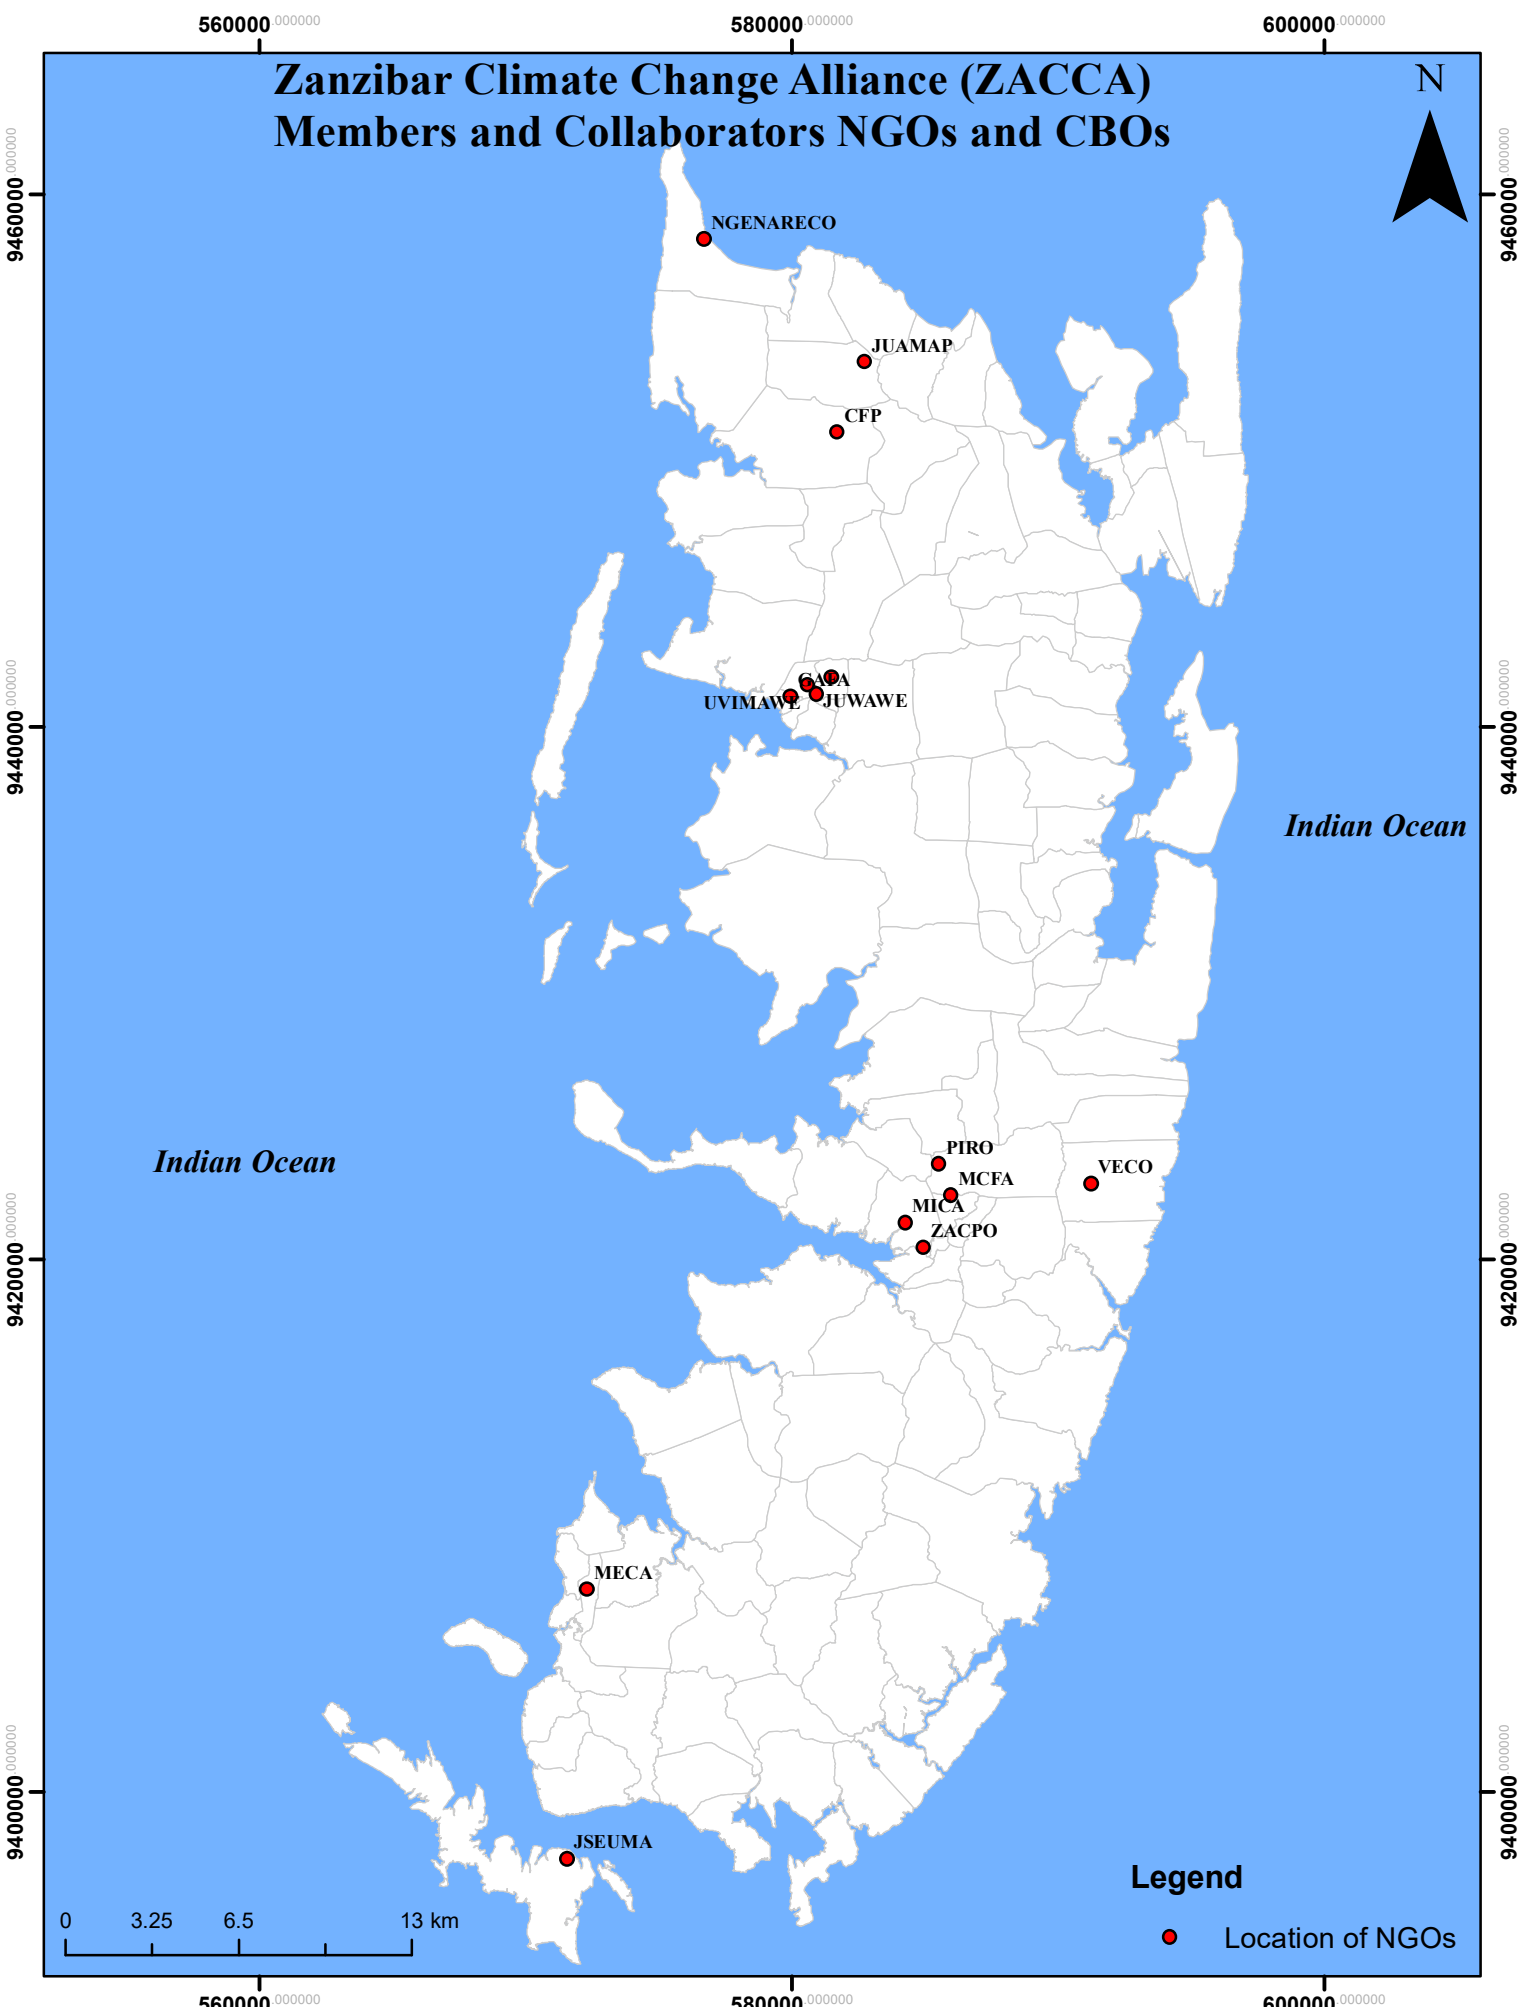 560000.000000 580000.000000 600000.000000
Zanzibar Climate Change Alliance (ZACCA)
Members and Collaborators NGOs and CBOs
N
9460000.000000
9460000.000000
NGENARECO
JUAMAP
CFP
UVIMAWE
JUWAWE
9440000.000000
9440000.000000
Indian Ocean
Indian Ocean
PIRO
VECO
MCFA
MICA
ZACPO
9420000.000000
9420000.000000
MECA
9400000.000000
9400000.000000
JSEUMA
Legend
Location of NGOs
0 3.25 6.5 13 km
560000.000000 580000.000000 600000.000000